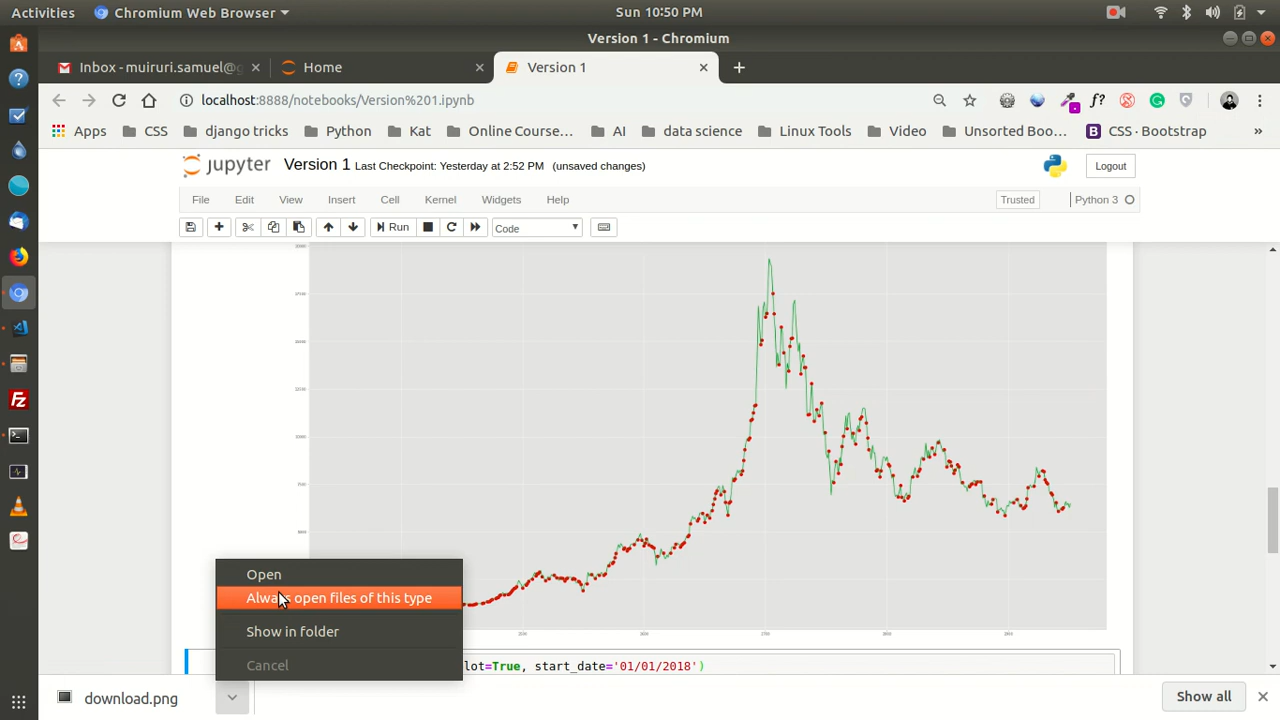 Activities Chromium Web Browser Sun 10:50 PM
Version 1 - Chromium
Inbox - muiruri.samuel@ Home Version 1
localhost:8888/notebooks/Version%201.ipynb f?
Apps CSS django tricks Python Kat Online Course... AI data science Linux Tools Video Unsorted Boo... B CSS · Bootstrap »
jupyter Version 1 Last Checkpoint: Yesterday at 2:52 PM (unsaved changes) Logout
File Edit View Insert Cell Kernel Widgets Help Trusted Python 3
Run Code
Open
Always open files of this type
Show in folder
Cancel
lot=True, start_date='01/01/2018')
download.png Show all